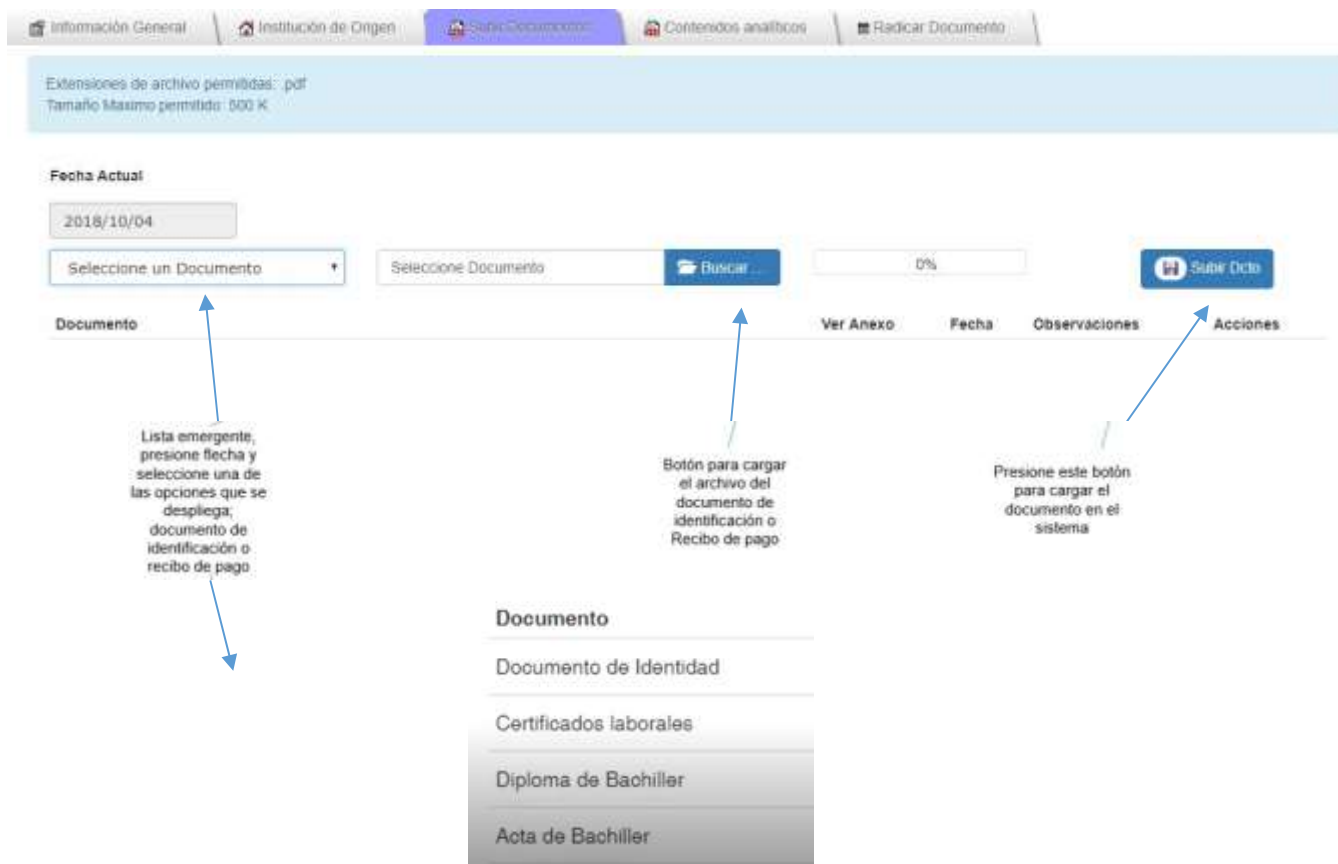 Información General
Institución de Origen
Subir Documentos
Contenidos analíticos
Radicar Documento
Extensiones de archivo permitidas: .pdf
Tamaño Maximo permitido: 500 K
Fecha Actual
2018/10/04
Seleccione un Documento
Seleccione Documento
Buscar ...
0%
Subir Dcto
Documento
Ver Anexo
Fecha
Observaciones
Acciones
Lista emergente,
presione flecha y
seleccione una de
las opciones que se
despliega;
documento de
identificación o
recibo de pago
Botón para cargar
el archivo del
documento de
identificación o
Recibo de pago
Presione este botón
para cargar el
documento en el
sistema
Documento
Documento de Identidad
Certificados laborales
Diploma de Bachiller
Acta de Bachiller